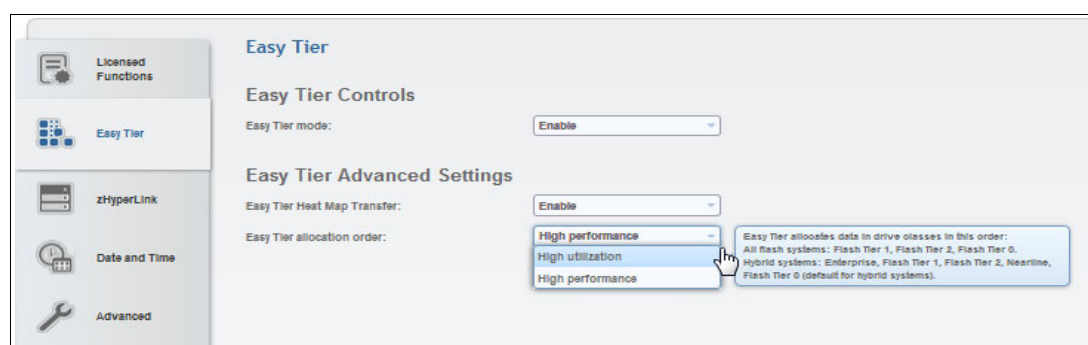 Licensed
Functions
Easy Tier
zHyperLink
Date and Time
Advanced
Easy Tier
Easy Tier Controls
Easy Tier mode:
Enable
Easy Tier Advanced Settings
Easy Tier Heat Map Transfer:
Enable
Easy Tier allocation order:
High performance
High utilization
High performance
Easy Tier allocates data in drive classes in this order:
All flash systems: Flash Tier 1, Flash Tier 2, Flash Tier 0.
Hybrid systems: Enterprise, Flash Tier 1, Flash Tier 2, Nearline,
Flash Tier 0 (default for hybrid systems).